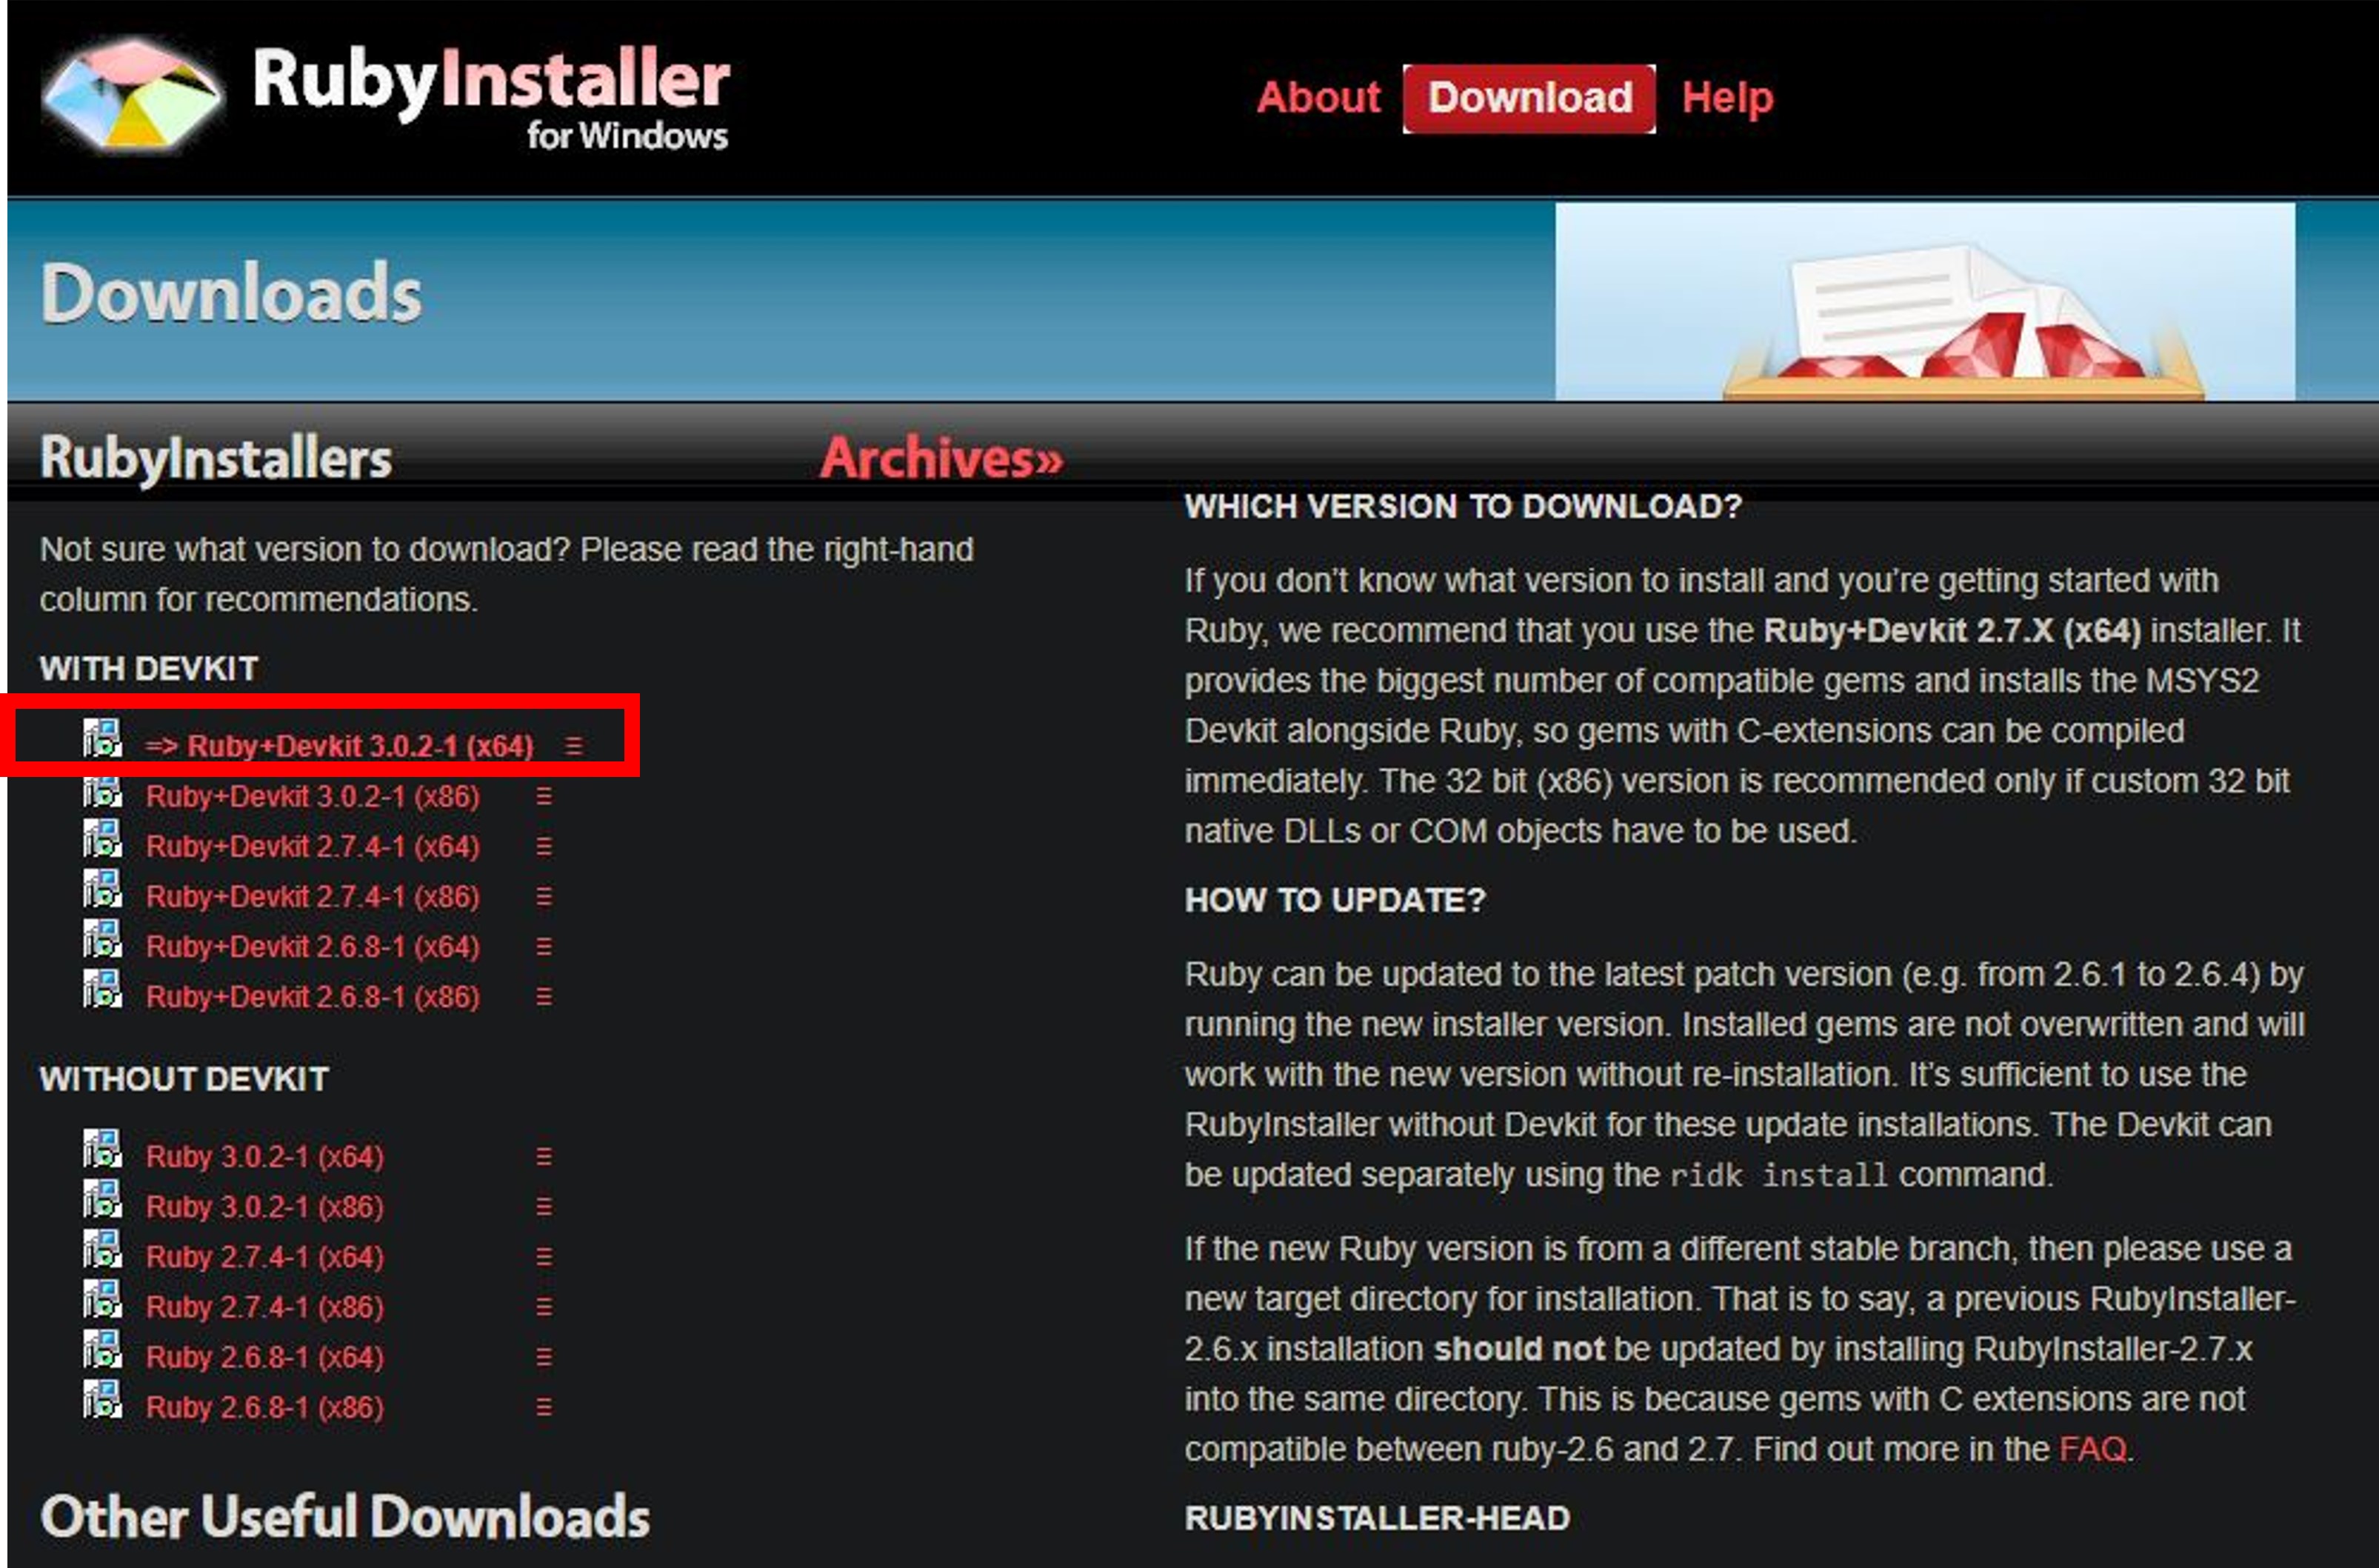 RubyInstaller
for Windows
About Download Help
Downloads
RubyInstallers
Archives»
Not sure what version to download? Please read the right-hand
column for recommendations.
WITH DEVKIT
=> Ruby+Devkit 3.0.2-1 (x64) ≡
Ruby+Devkit 3.0.2-1 (x86) ≡
Ruby+Devkit 2.7.4-1 (x64) ≡
Ruby+Devkit 2.7.4-1 (x86) ≡
Ruby+Devkit 2.6.8-1 (x64) ≡
Ruby+Devkit 2.6.8-1 (x86) ≡
WITHOUT DEVKIT
Ruby 3.0.2-1 (x64) ≡
Ruby 3.0.2-1 (x86) ≡
Ruby 2.7.4-1 (x64) ≡
Ruby 2.7.4-1 (x86) ≡
Ruby 2.6.8-1 (x64) ≡
Ruby 2.6.8-1 (x86) ≡
Other Useful Downloads
WHICH VERSION TO DOWNLOAD?
If you don’t know what version to install and you’re getting started with
Ruby, we recommend that you use the Ruby+Devkit 2.7.X (x64) installer. It
provides the biggest number of compatible gems and installs the MSYS2
Devkit alongside Ruby, so gems with C-extensions can be compiled
immediately. The 32 bit (x86) version is recommended only if custom 32 bit
native DLLs or COM objects have to be used.
HOW TO UPDATE?
Ruby can be updated to the latest patch version (e.g. from 2.6.1 to 2.6.4) by
running the new installer version. Installed gems are not overwritten and will
work with the new version without re-installation. It’s sufficient to use the
RubyInstaller without Devkit for these update installations. The Devkit can
be updated separately using the ridk install command.
If the new Ruby version is from a different stable branch, then please use a
new target directory for installation. That is to say, a previous RubyInstaller-
2.6.x installation should not be updated by installing RubyInstaller-2.7.x
into the same directory. This is because gems with C extensions are not
compatible between ruby-2.6 and 2.7. Find out more in the FAQ.
RUBYINSTALLER-HEAD